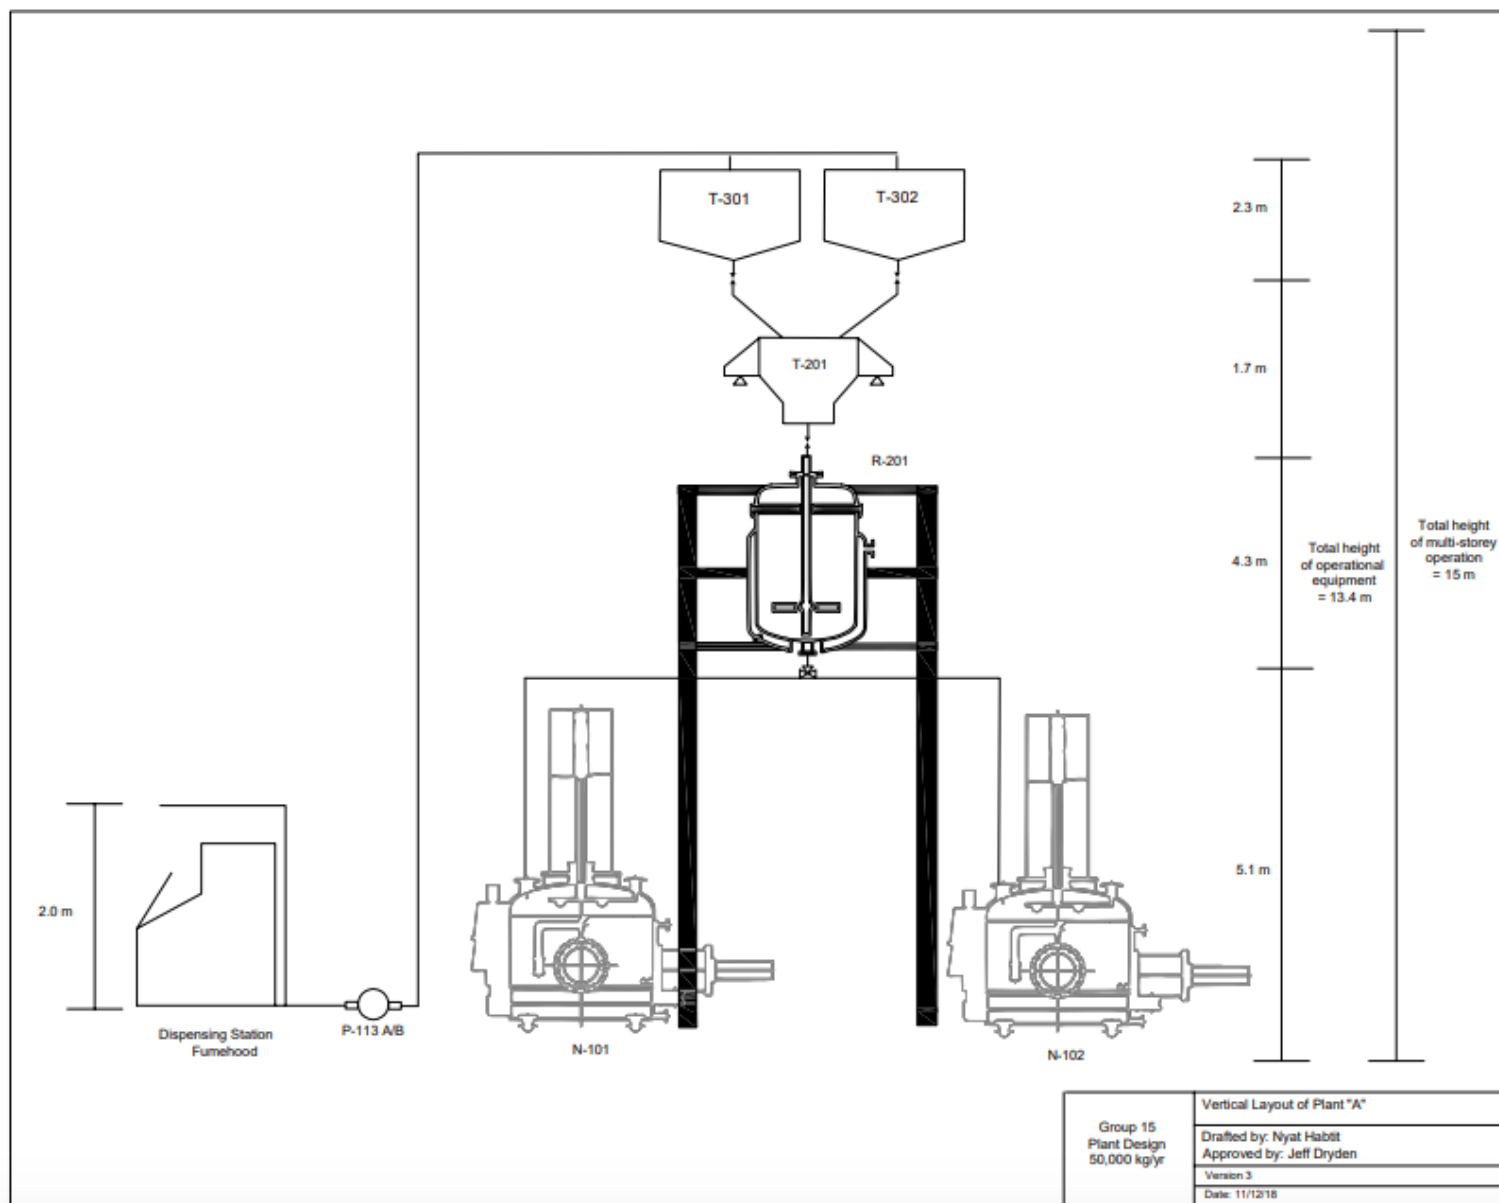 T-301
T-302
2.3 m
T-201
1.7 m
R-201
4.3 m
Total height
of operational
equipment
= 13.4 m
Total height
of multi-storey
operation
= 15 m
5.1 m
2.0 m
Dispensing Station
Fumehood
P-113 A/B
N-101
N-102
Group 15
Plant Design
50,000 kg/yr
Vertical Layout of Plant "A"
Drafted by: Nyat Habtit
Approved by: Jeff Dryden
Version 3
Date: 11/12/18